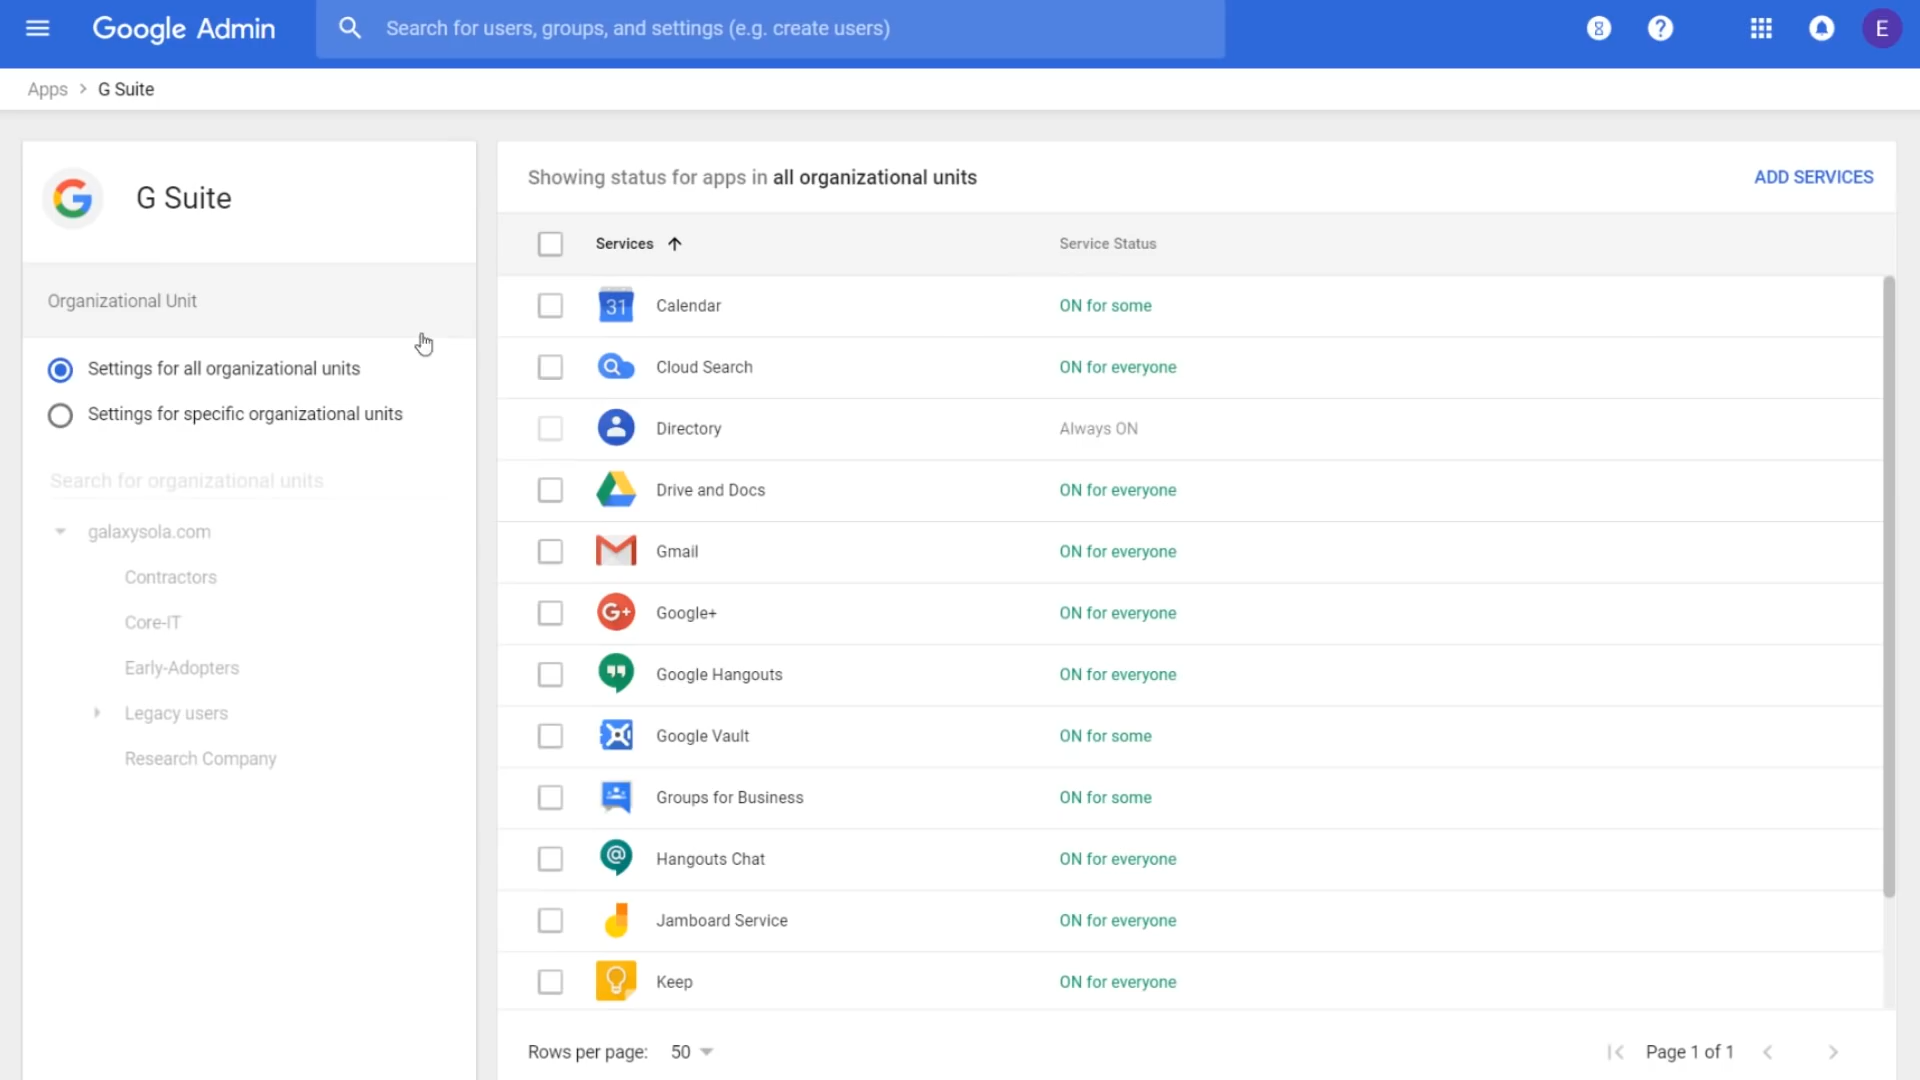 Google Admin
Search for users, groups, and settings (e.g. create users)
E
Apps > G Suite
G Suite
Organizational Unit
Settings for all organizational units
Settings for specific organizational units
Search for organizational units
galaxysola.com
Contractors
Core-IT
Early-Adopters
Legacy users
Research Company
Showing status for apps in all organizational units
ADD SERVICES
Services Service Status
31 Calendar ON for some
Cloud Search ON for everyone
Directory Always ON
Drive and Docs ON for everyone
Gmail ON for everyone
G+ Google+ ON for everyone
Google Hangouts ON for everyone
Google Vault ON for some
Groups for Business ON for some
@ Hangouts Chat ON for everyone
Jamboard Service ON for everyone
Keep ON for everyone
Rows per page: 50
Page 1 of 1